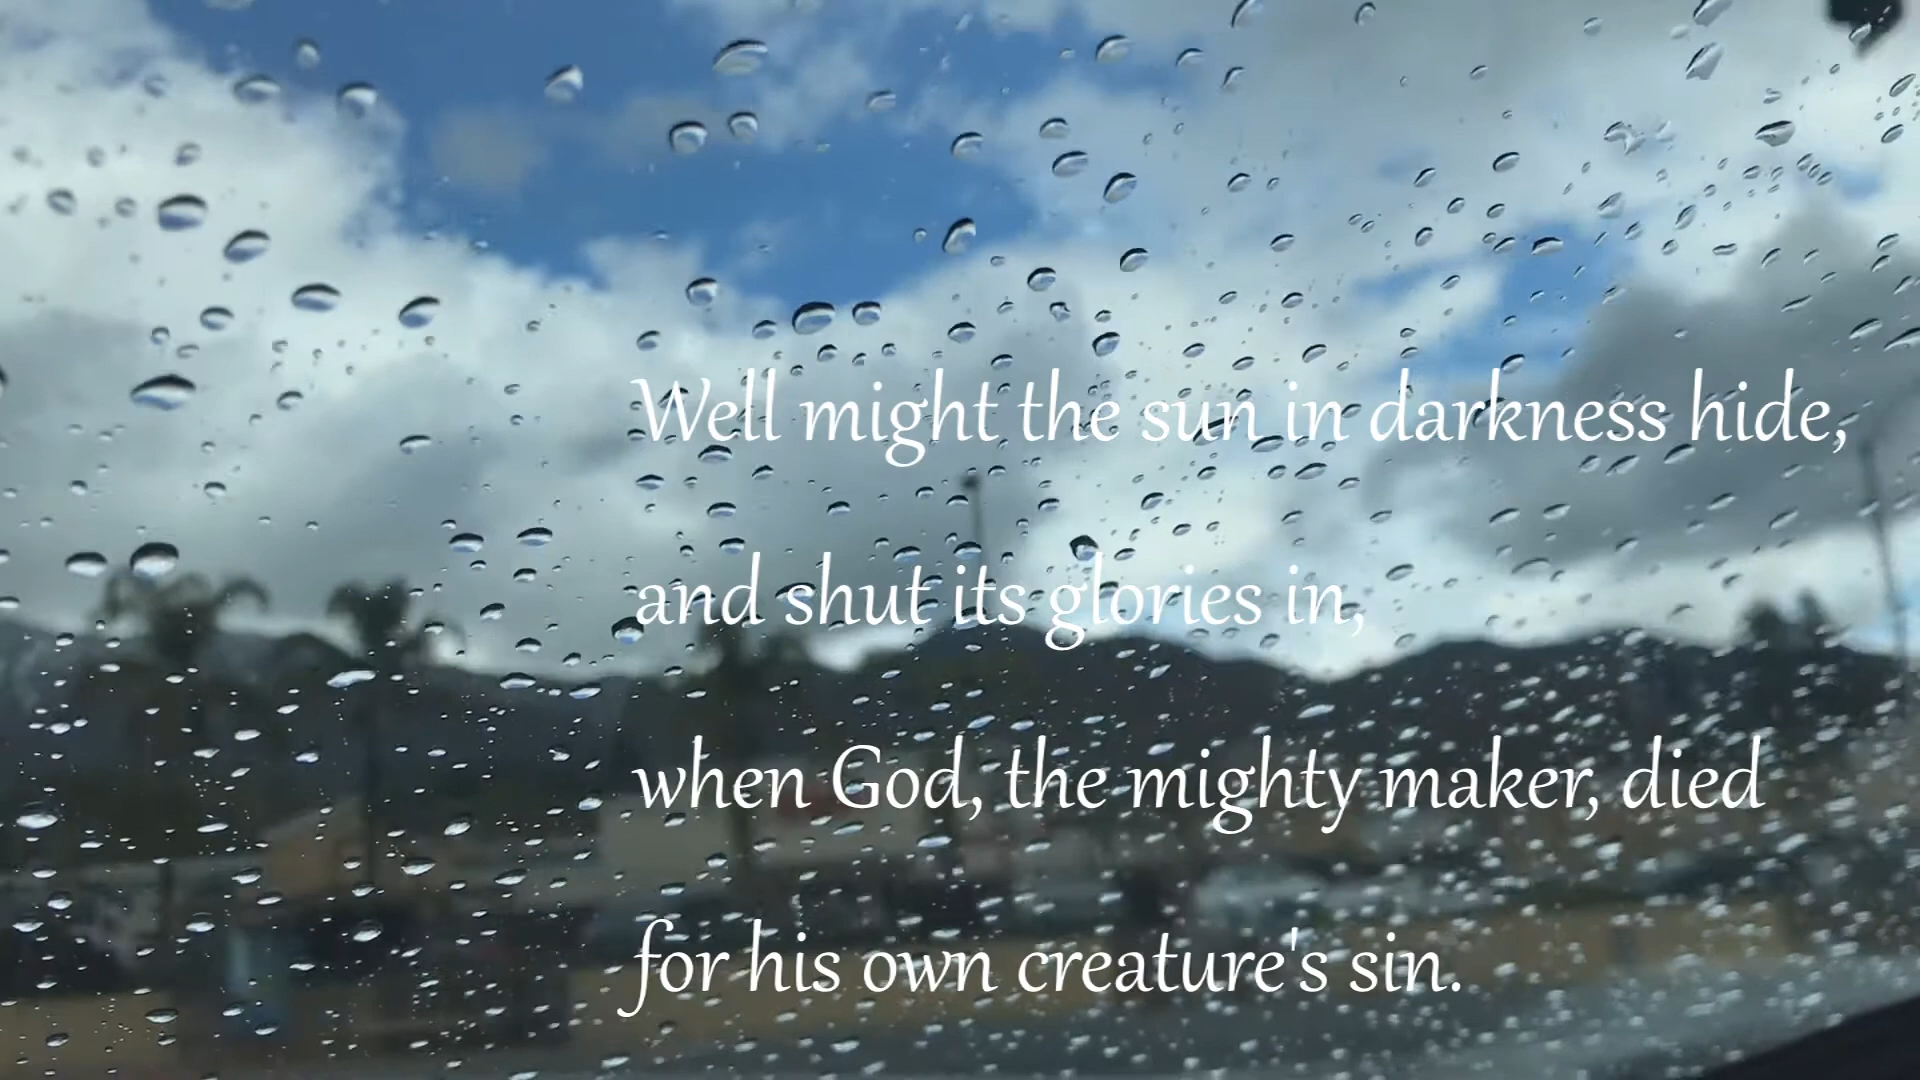 Well might the sun in darkness hide,
and shut its glories in,
when God, the mighty maker, died
for his own creature's sin.